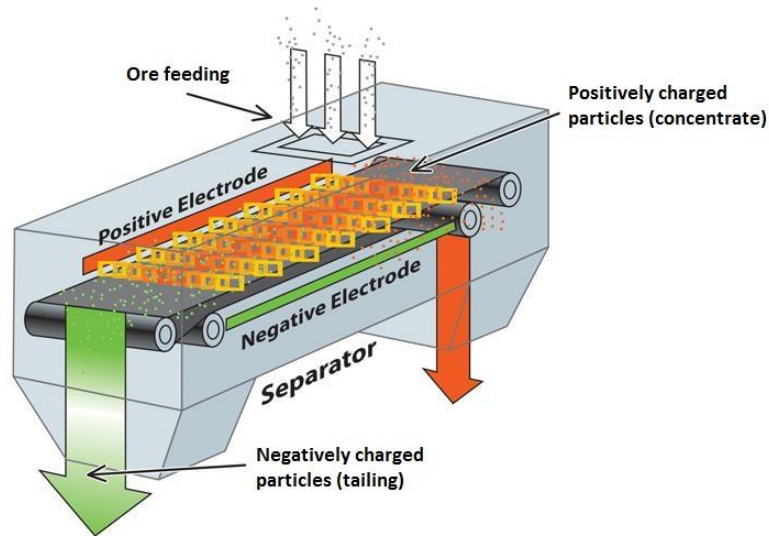 Ore feeding
Positively charged
particles (concentrate)
Positive Electrode
Negative Electrode
Separator
Negatively charged
particles (tailing)